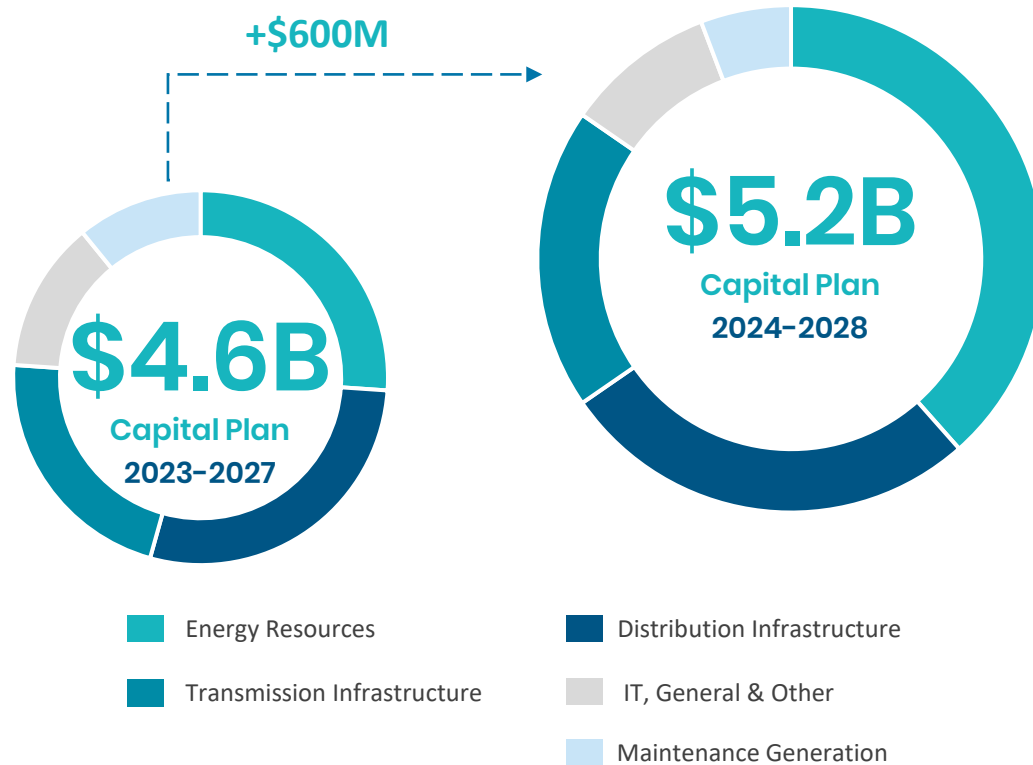 +$600M
$5.2B
Capital Plan
2024-2028
$4.6B
Capital Plan
2023-2027
Energy Resources
Distribution Infrastructure
Transmission Infrastructure
IT, General & Other
Maintenance Generation